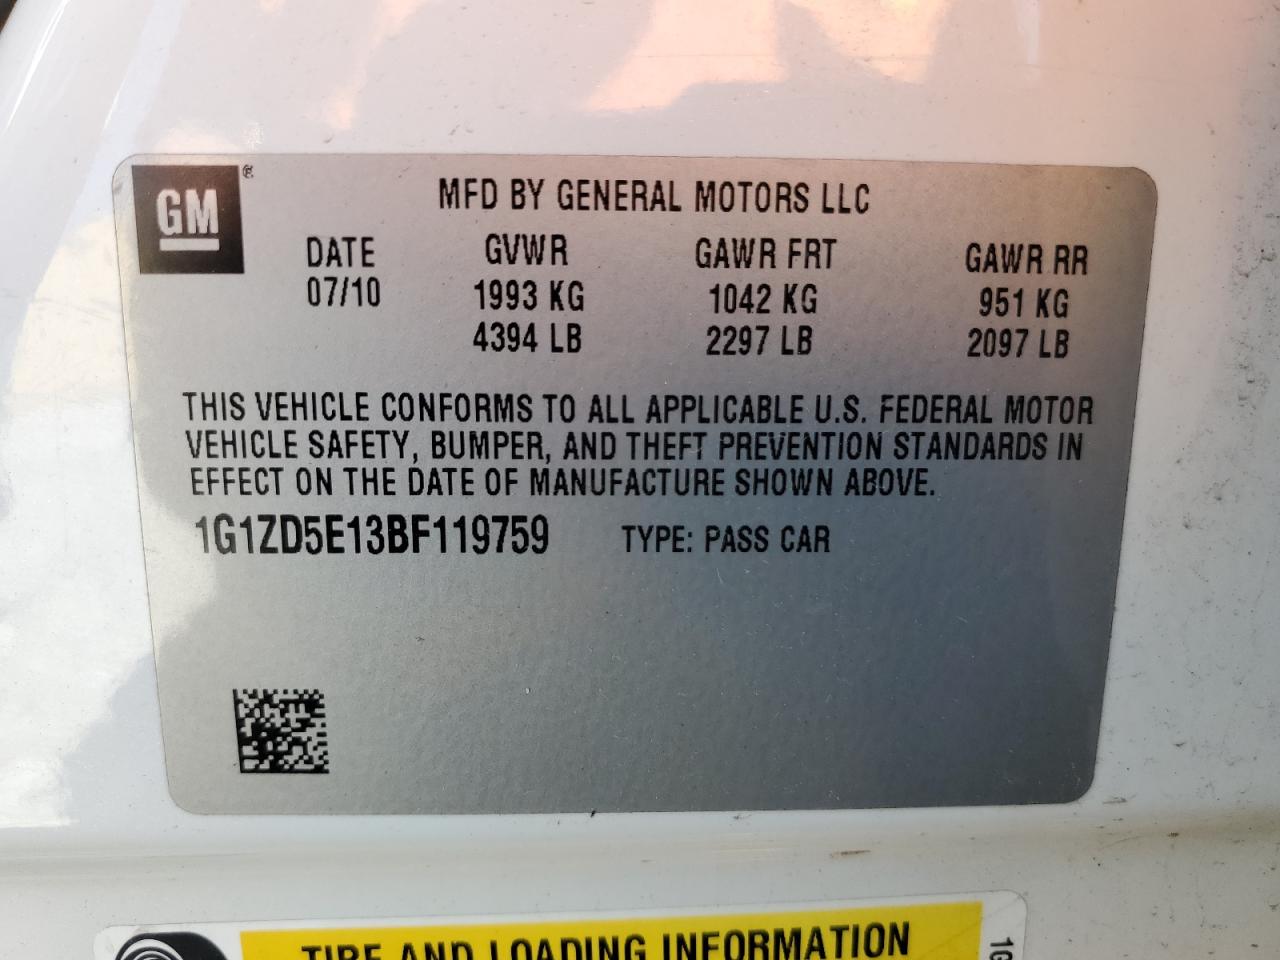 GM ®
MFD BY GENERAL MOTORS LLC
DATE GVWR GAWR FRT GAWR RR
07/10 1993 KG 1042 KG 951 KG
4394 LB 2297 LB 2097 LB
THIS VEHICLE CONFORMS TO ALL APPLICABLE U.S. FEDERAL MOTOR
VEHICLE SAFETY, BUMPER, AND THEFT PREVENTION STANDARDS IN
EFFECT ON THE DATE OF MANUFACTURE SHOWN ABOVE.
1G1ZD5E13BF119759 TYPE: PASS CAR
TIRE AND LOADING INFORMATION
1G